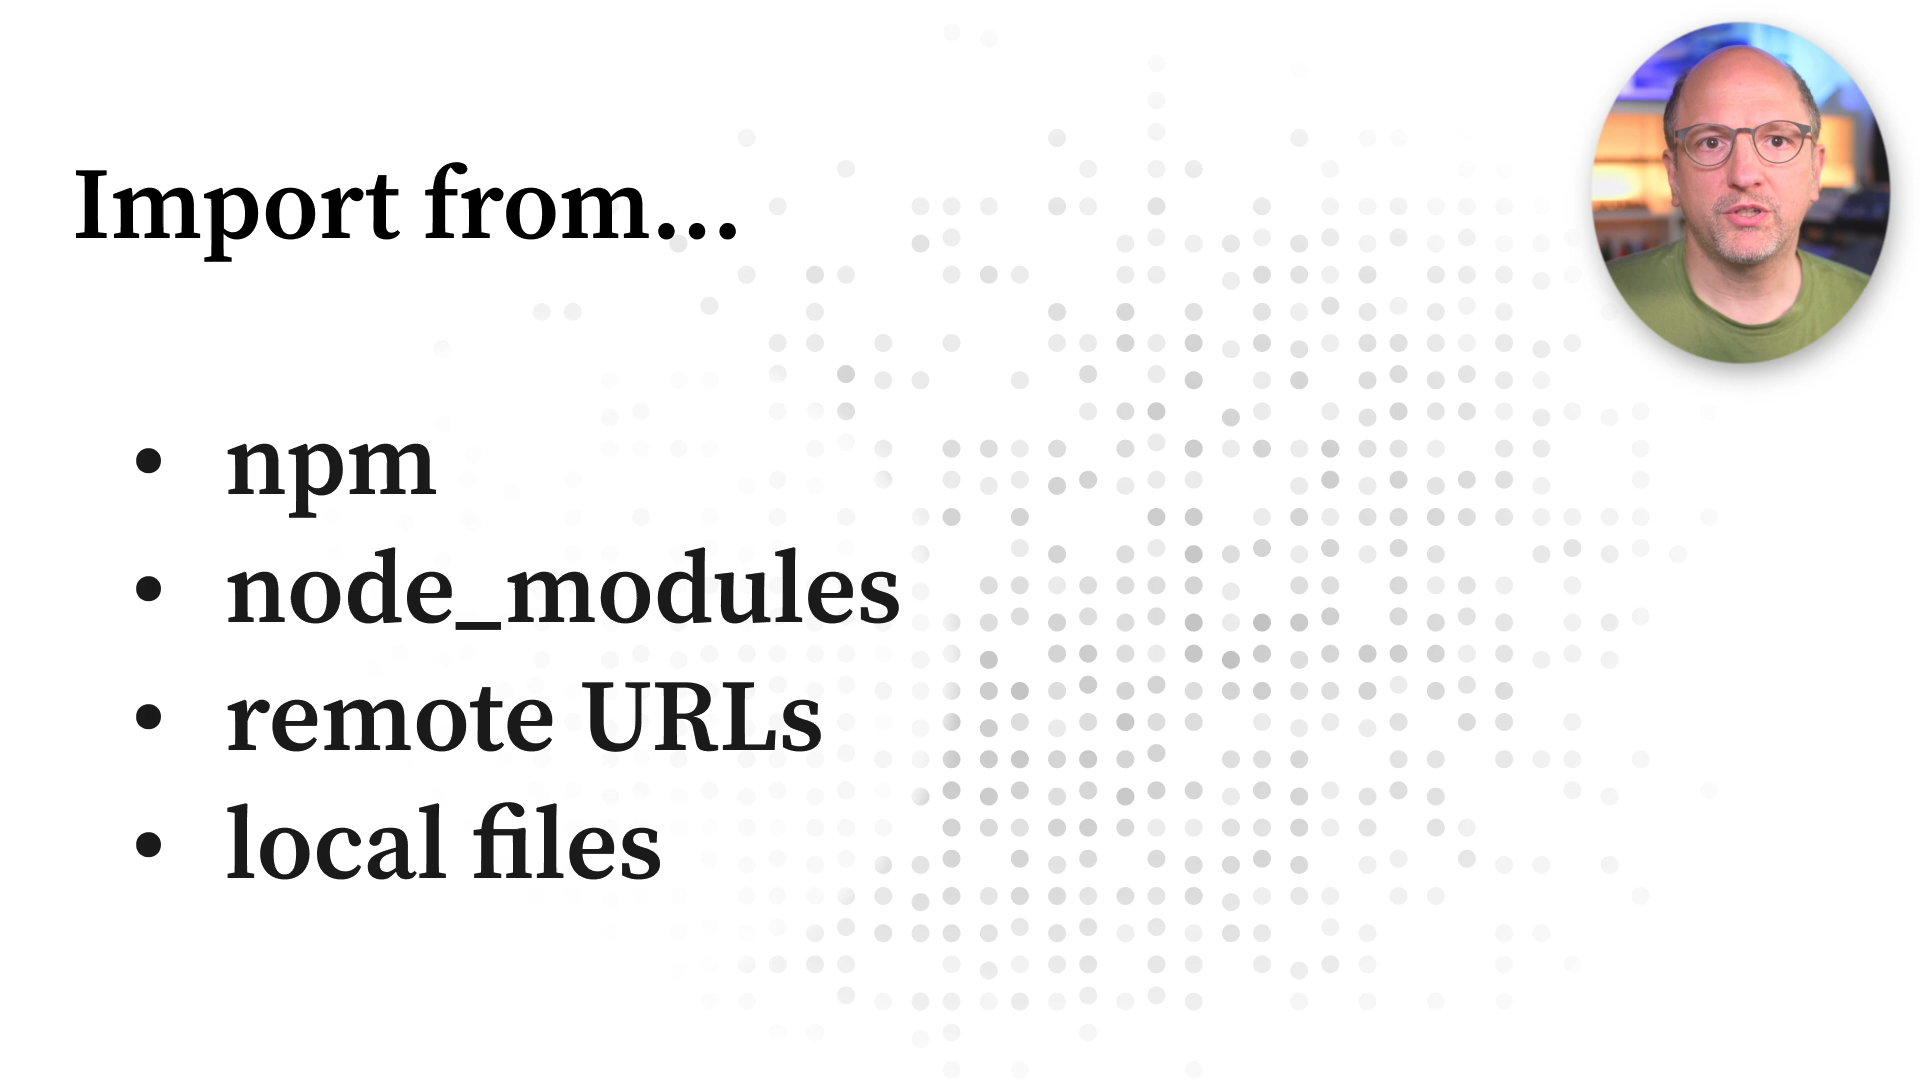 Import from...
• npm
• node_modules
• remote URLs
• local files